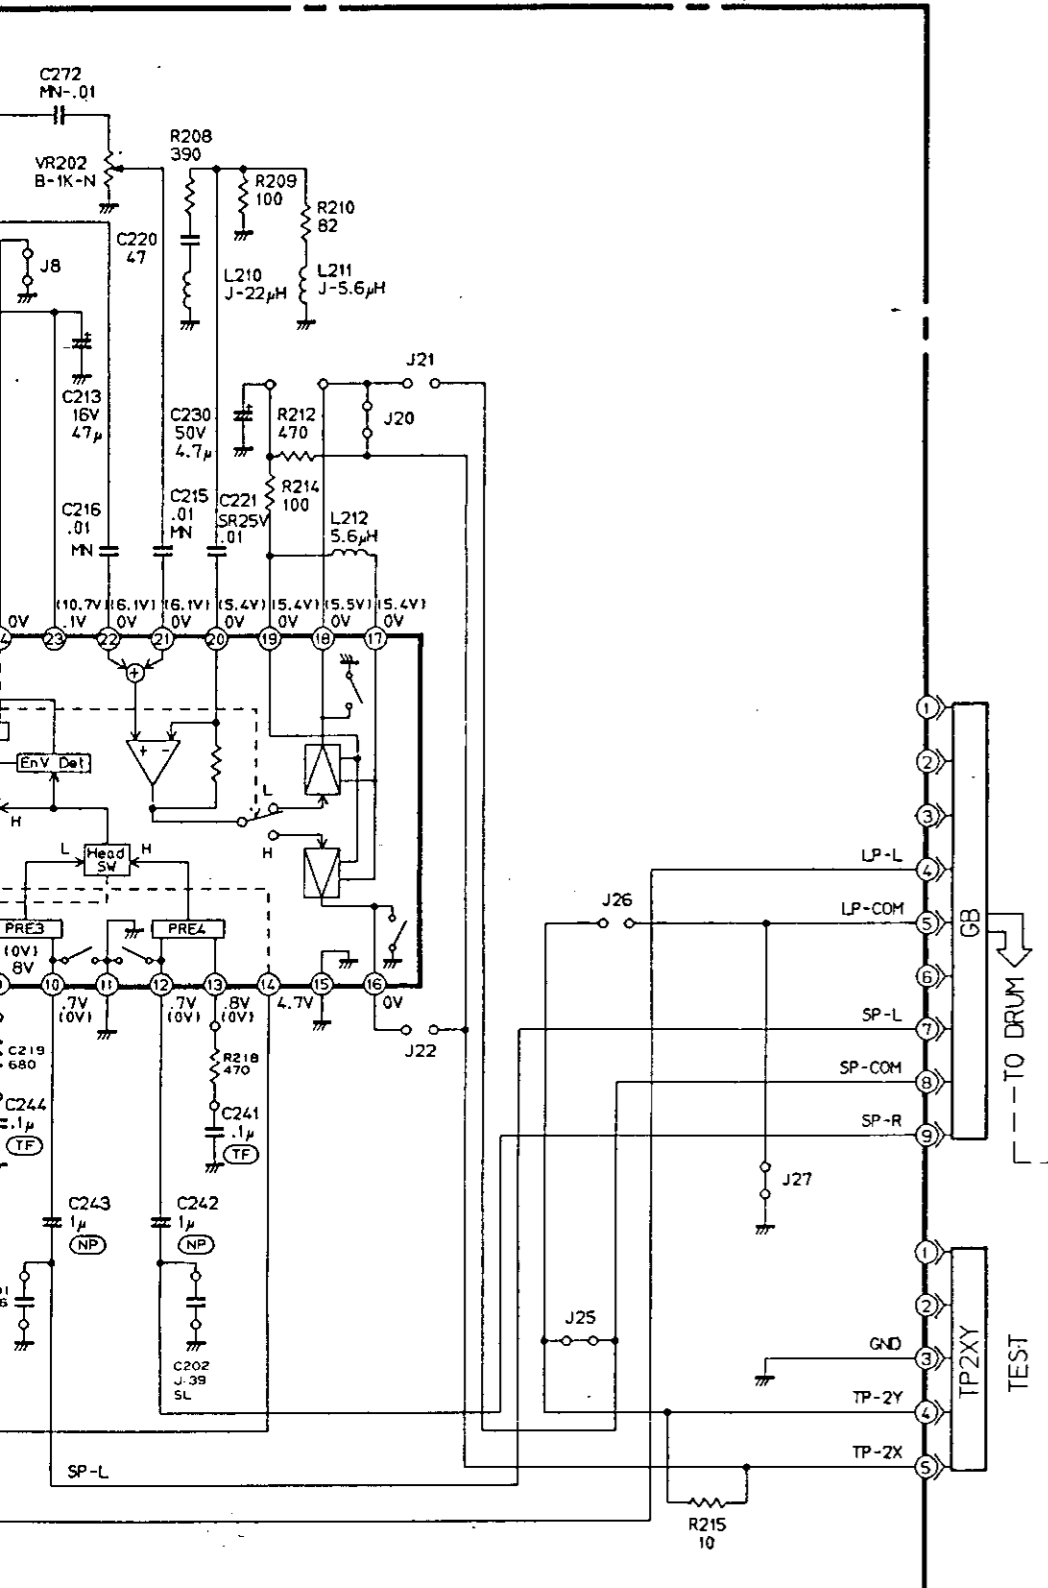 C272
MN-.01
R208
390
VR202
B-1K-N
R209
100
R210
82
C220
47
J8
L210
J-22μH
L211
J-5.6μH
J21
C213
16V
47μ
C230
50V
4.7μ
R212
470
J20
C216
.01
MN
C215
.01
MN
C221
SR25V
.01
R214
100
L212
5.6μH
0V
(10.7V)
.1V
(6.1V)
0V
(6.1V)
0V
(5.4V)
0V
(5.4V)
0V
(5.5V)
0V
(5.4V)
0V
23
22
21
20
19
18
17
+
+ -
EnV Det
H
L
H
L
Head
SW
H
PRE3
PRE4
(0V)
8V
10
11
12
13
14
15
16
.7V
(0V)
.7V
(0V)
.8V
(0V)
4.7V
0V
J22
C219
680
R218
470
C244
.1μ
TF
C241
.1μ
TF
C243
1μ
NP
C242
1μ
NP
C202
J-39
SL
SP-L
J26
J27
J25
R215
10
1
2
3
LP-L 4
LP-COM 5
6
SP-L 7
SP-COM 8
SP-R 9
GB
TO DRUM
1
2
GND 3
TP-2Y 4
TP-2X 5
TP2XY
TEST